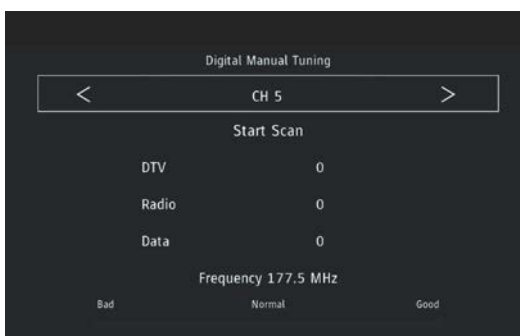 Digital Manual Tuning
< CH 5 >
Start Scan
DTV 0
Radio 0
Data 0
Frequency 177.5 MHz
Bad Normal Good